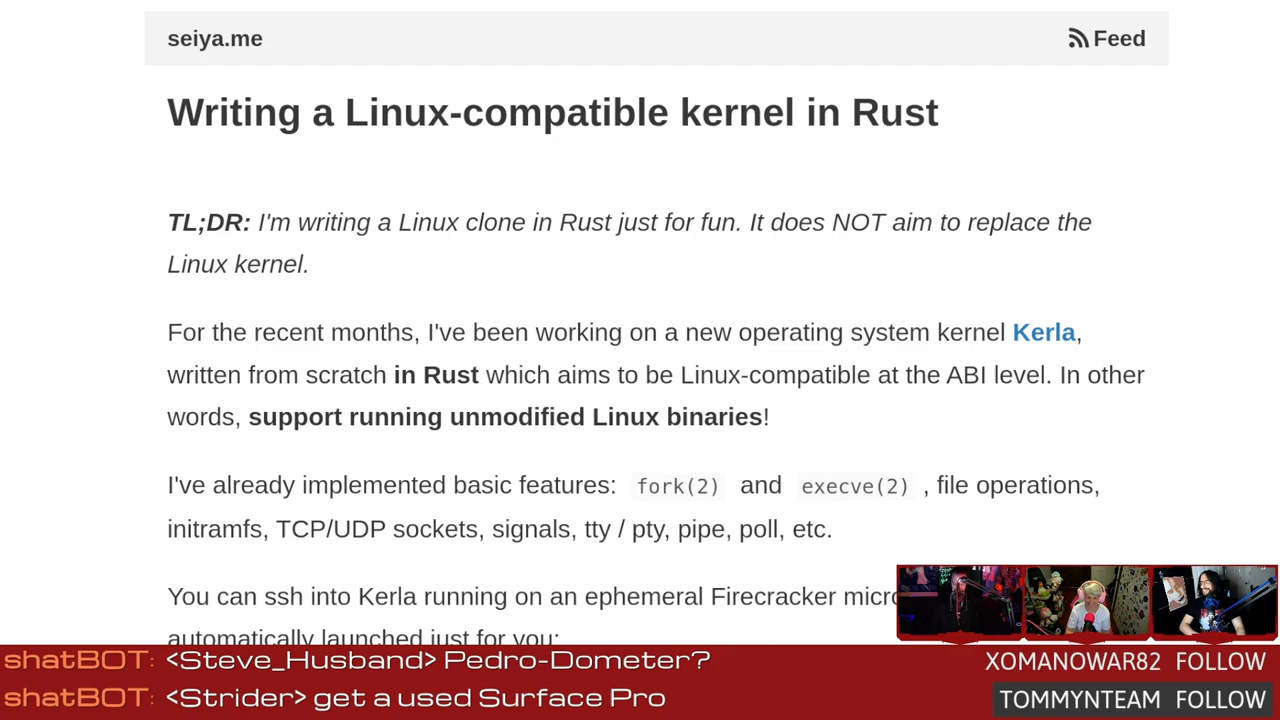 seiya.me
Feed
Writing a Linux-compatible kernel in Rust
TL;DR: I'm writing a Linux clone in Rust just for fun. It does NOT aim to replace the
Linux kernel.
For the recent months, I've been working on a new operating system kernel Kerla,
written from scratch in Rust which aims to be Linux-compatible at the ABI level. In other
words, support running unmodified Linux binaries!
I've already implemented basic features: fork(2) and execve(2) , file operations,
initramfs, TCP/UDP sockets, signals, tty / pty, pipe, poll, etc.
You can ssh into Kerla running on an ephemeral Firecracker micro
automatically launched just for you:
shatBOT: <Steve_Husband> Pedro-Dometer?
shatBOT: <Strider> get a used Surface Pro
XOMANOWAR82 FOLLOW
TOMMYNTEAM FOLLOW